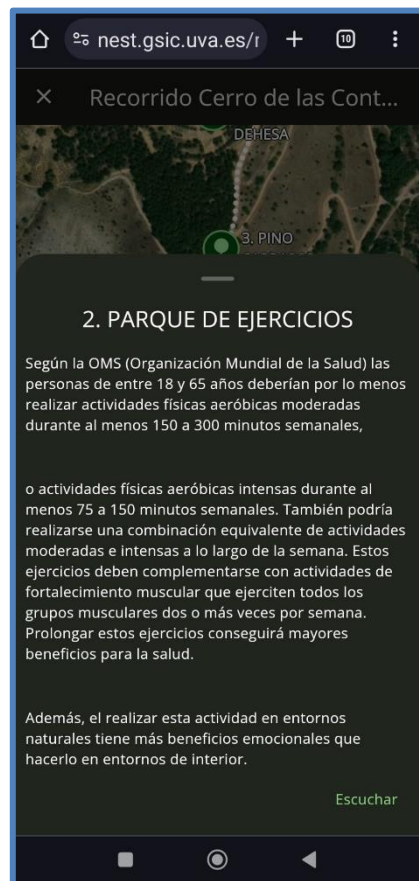 nest.gsic.uva.es/r
10
Recorrido Cerro de las Cont...
DEHESA
3. PINO
2. PARQUE DE EJERCICIOS
Según la OMS (Organización Mundial de la Salud) las
personas de entre 18 y 65 años deberían por lo menos
realizar actividades físicas aeróbicas moderadas
durante al menos 150 a 300 minutos semanales,
o actividades físicas aeróbicas intensas durante al
menos 75 a 150 minutos semanales. También podría
realizarse una combinación equivalente de actividades
moderadas e intensas a lo largo de la semana. Estos
ejercicios deben complementarse con actividades de
fortalecimiento muscular que ejerciten todos los
grupos musculares dos o más veces por semana.
Prolongar estos ejercicios conseguirá mayores
beneficios para la salud.
Además, el realizar esta actividad en entornos
naturales tiene más beneficios emocionales que
hacerlo en entornos de interior.
Escuchar